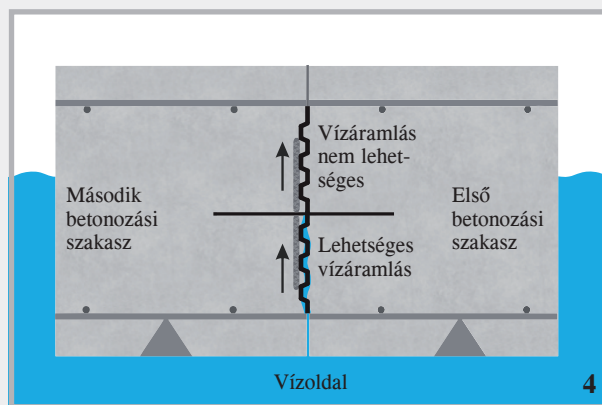 Vízáramlás
nem lehet-
séges
Második
betonozási
szakasz
Első
betonozási
szakasz
Lehetséges
vízáramlás
Vízoldal
4